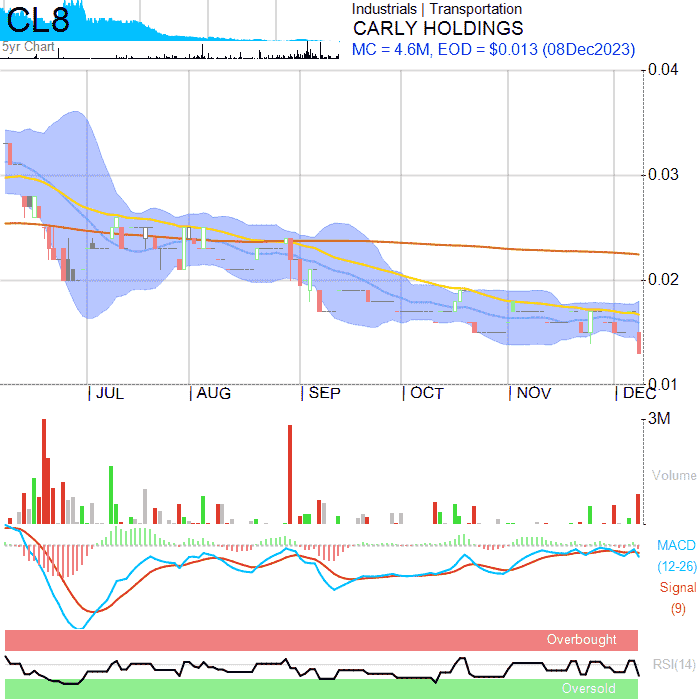 CL8
5yr Chart
Industrials | Transportation
CARLY HOLDINGS
MC = 4.6M, EOD = $0.013 (08Dec2023)
0.04
0.03
0.02
0.01
JUL AUG SEP OCT NOV DEC
3M
Volume
MACD
(12-26)
Signal
(9)
Overbought
RSI(14)
Oversold